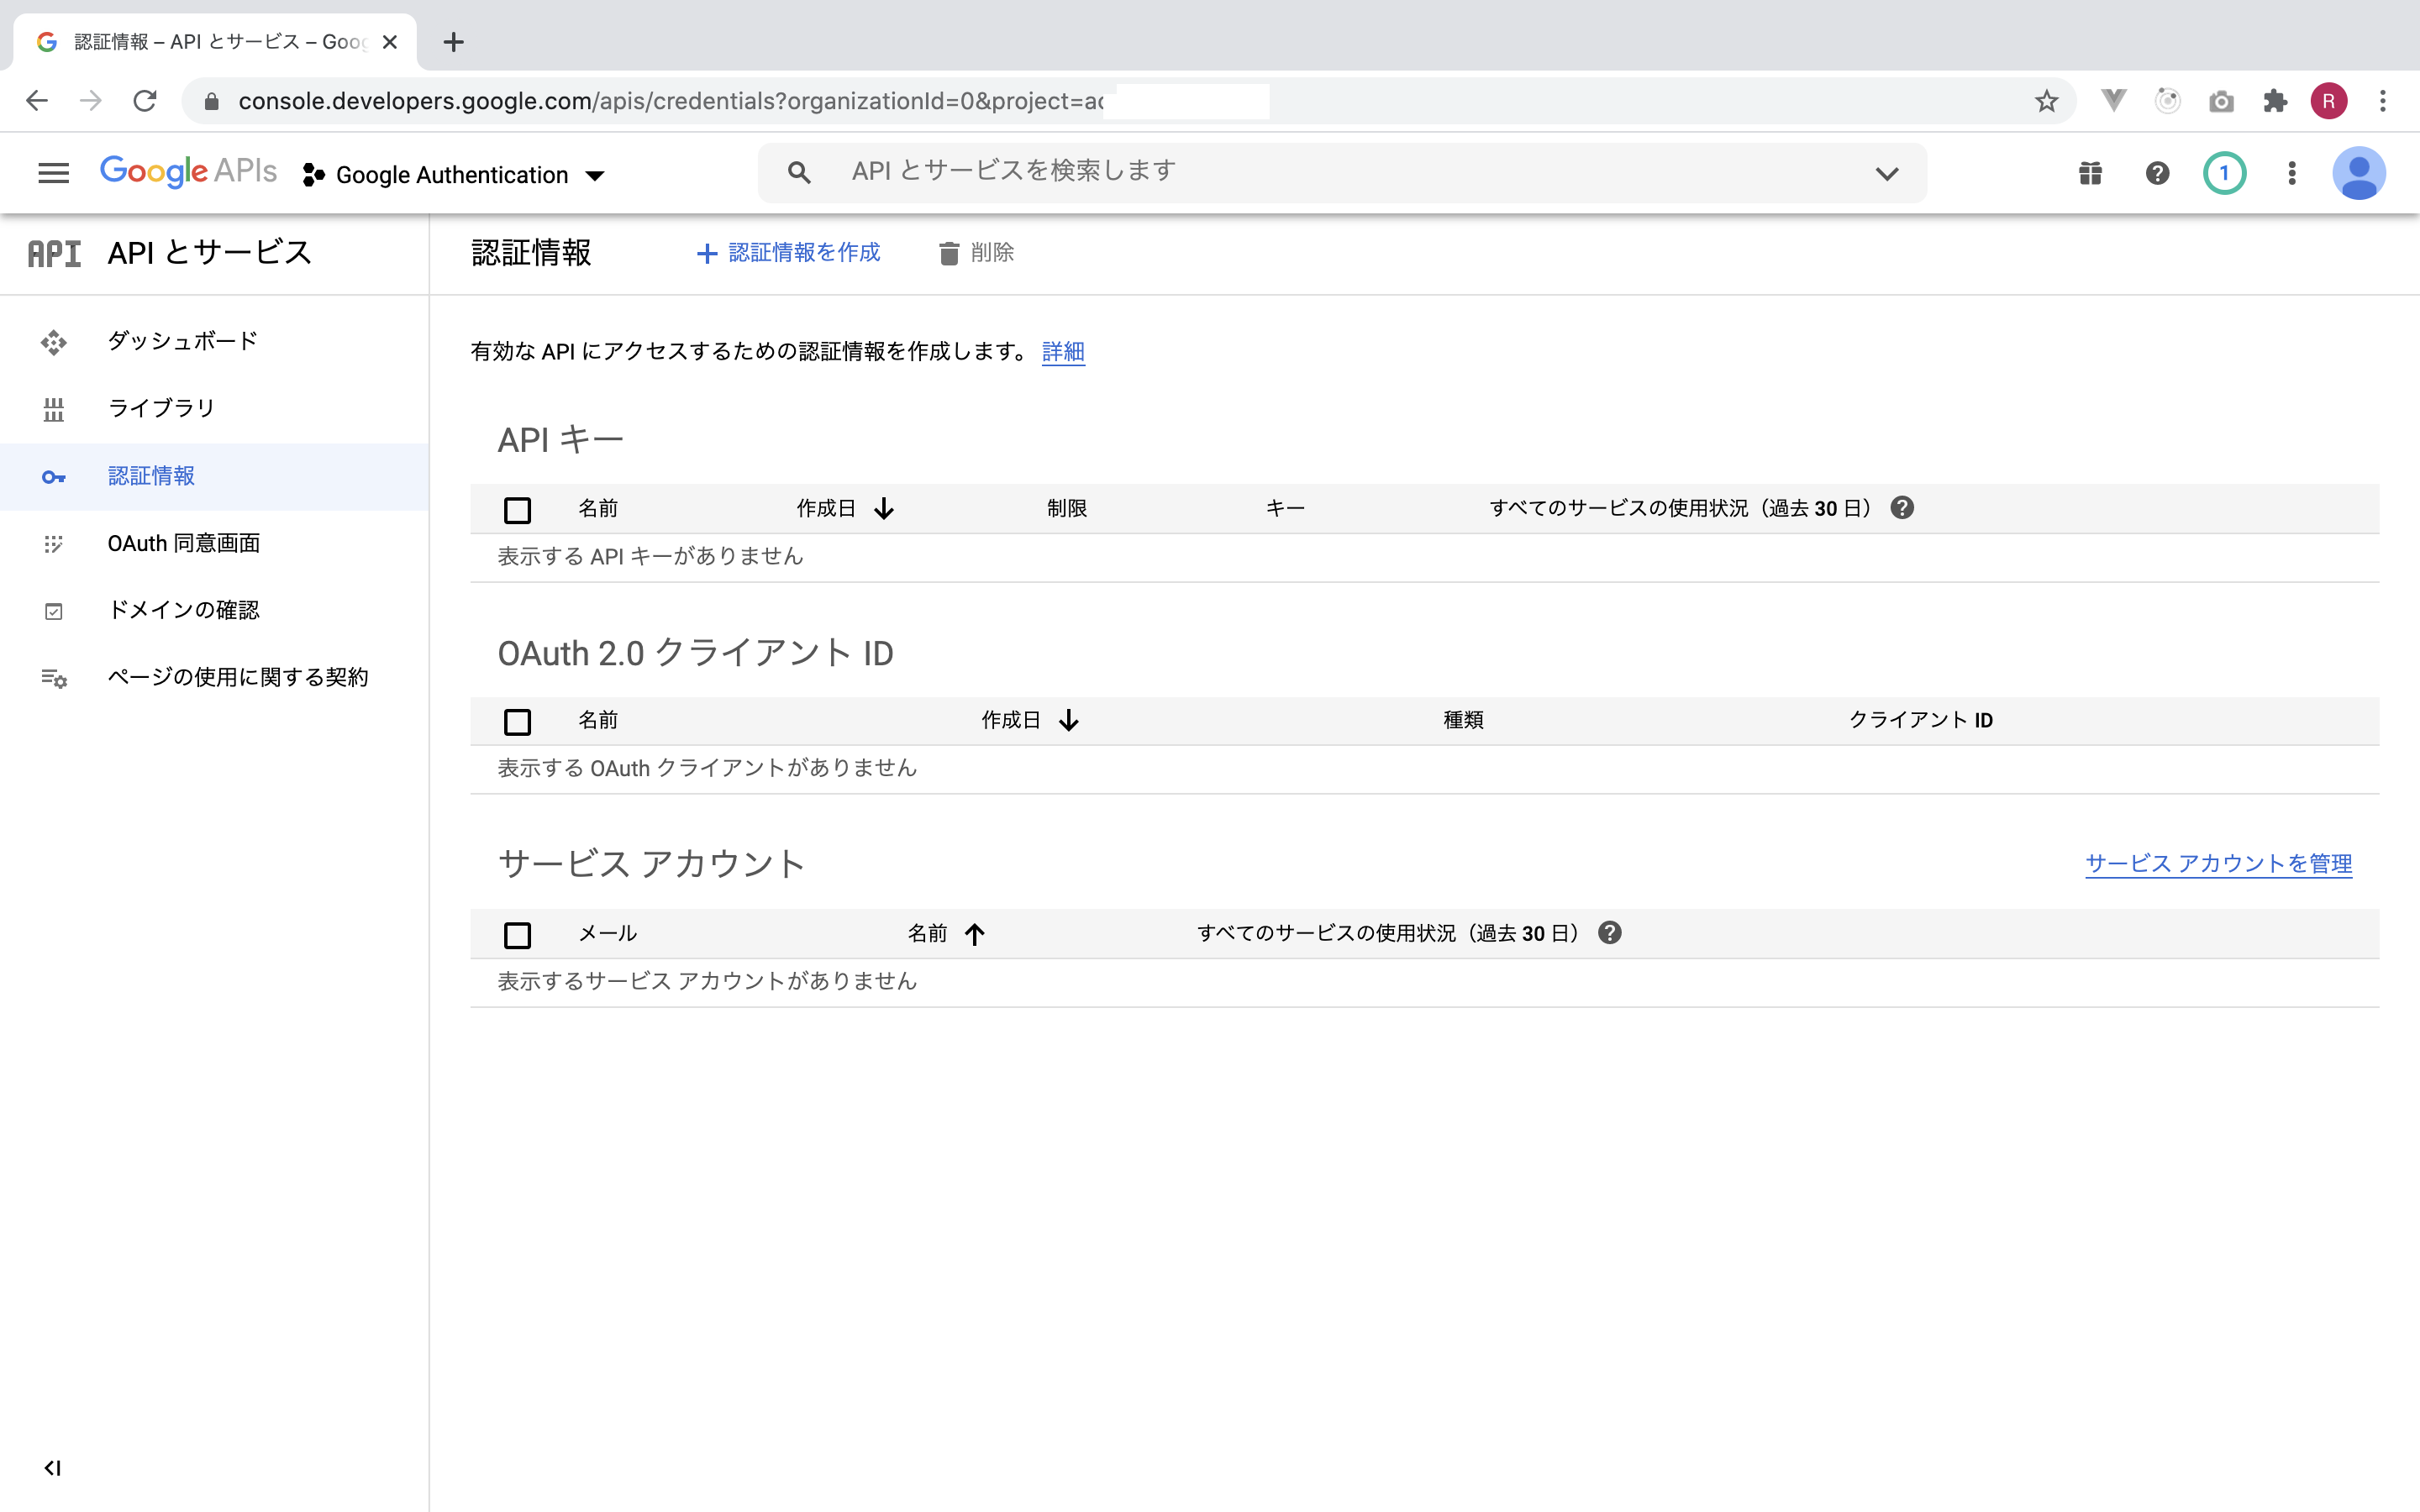 認証情報 – API とサービス – Goog
console.developers.google.com/apis/credentials?organizationId=0&project=ac
R
Google APIs
Google Authentication
API とサービスを検索します
1
API
API とサービス
ダッシュボード
ライブラリ
認証情報
OAuth 同意画面
ドメインの確認
ページの使用に関する契約
認証情報
認証情報を作成
削除
有効な API にアクセスするための認証情報を作成します。 詳細
API キー
名前 作成日 制限 キー すべてのサービスの使用状況（過去 30 日）
表示する API キーがありません
OAuth 2.0 クライアント ID
名前 作成日 種類 クライアント ID
表示する OAuth クライアントがありません
サービス アカウント
サービス アカウントを管理
メール 名前 すべてのサービスの使用状況（過去 30 日）
表示するサービス アカウントがありません